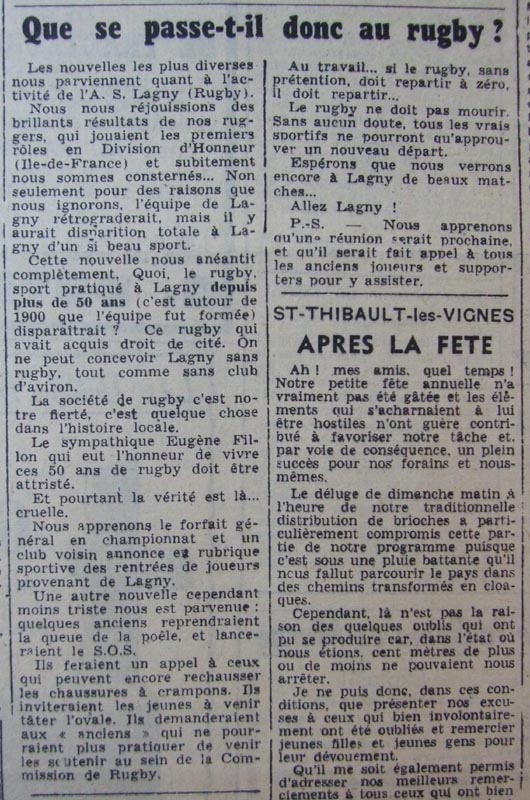 Que se passe-t-il donc au rugby ?
Les nouvelles les plus diverses
nous parviennent quant à l'ac-
tivité de l'A. S. Lagny (Rugby).
Nous nous réjouissions des
brillants résultats de nos rug-
gers, qui jouaient les premiers
rôles en Division d'Honneur
(Ile-de-France) et subitement
nous sommes consternés... Non
seulement pour des raisons que
nous ignorons, l'équipe de La-
gny rétrograderait, mais il y
aurait disparition totale à La-
gny d'un si beau sport.
Cette nouvelle nous anéantit
complètement, Quoi, le rugby,
sport pratiqué à Lagny depuis
plus de 50 ans (c'est autour de
1900 que l'équipe fut formée)
disparaîtrait ? Ce rugby qui
avait acquis droit de cité. On
ne peut concevoir Lagny sans
rugby, tout comme sans club
d'aviron.
La société de rugby c'est no-
tre fierté, c'est quelque chose
dans l'histoire locale.
Le sympathique Eugène Fil-
lon qui eut l'honneur de vivre
ces 50 ans de rugby doit être
attristé.
Et pourtant la vérité est là...
cruelle.
Nous apprenons le forfait gé-
néral en championnat et un
club voisin annonce en rubrique
sportive des rentrées de joueurs
provenant de Lagny.
Une autre nouvelle cependant
moins triste nous est parvenue :
quelques anciens reprendraient
la queue de la poêle, et lance-
raient le S.O.S.
Ils feraient un appel à ceux
qui peuvent encore rechausser
les chaussures à crampons. Ils
inviteraient les jeunes à venir
tâter l'ovale. Ils demanderaient
aux « anciens » qui ne pour-
raient plus pratiquer de venir
les soutenir au sein de la Com-
mission de Rugby.
Au travail... si le rugby, sans
prétention, doit repartir à zéro,
il doit repartir...
Le rugby ne doit pas mourir.
Sans aucun doute, tous les vrais
sportifs ne pourront qu'approu-
ver un nouveau départ.
Espérons que nous verrons
encore à Lagny de beaux mat-
ches...
Allez Lagny !
P.-S. — Nous apprenons
qu'une réunion serait prochaine,
et qu'il serait fait appel à tous
les anciens joueurs et suppor-
ters pour y assister.
ST-THIBAULT-les-VIGNES
APRES LA FETE
Ah ! mes amis, quel temps !
Notre petite fête annuelle n'a
vraiment pas été gâtée et les élé-
ments qui s'acharnaient à lui
être hostiles n'ont guère contri-
bué à favoriser notre tâche et,
par voie de conséquence, un plein
succès pour nos forains et nous-
mêmes.
Le déluge de dimanche matin à
l'heure de notre traditionnelle
distribution de brioches a parti-
culièrement compromis cette par-
tie de notre programme puisque
c'est sous une pluie battante qu'il
nous fallut parcourir le pays dans
des chemins transformés en cloa-
ques.
Cependant, là n'est pas la rai-
son des quelques oublis qui ont
pu se produire car, dans l'état où
nous étions, cent mètres de plus
ou de moins ne pouvaient nous
arrêter.
Je ne puis donc, dans ces con-
ditions, que présenter nos excu-
ses à ceux qui bien involontaire-
ment ont été oubliés et remercier
jeunes filles et jeunes gens pour
leur dévouement.
Qu'il me soit également permis
d'adresser nos meilleurs remer-
ciements à tous ceux qui ont bien